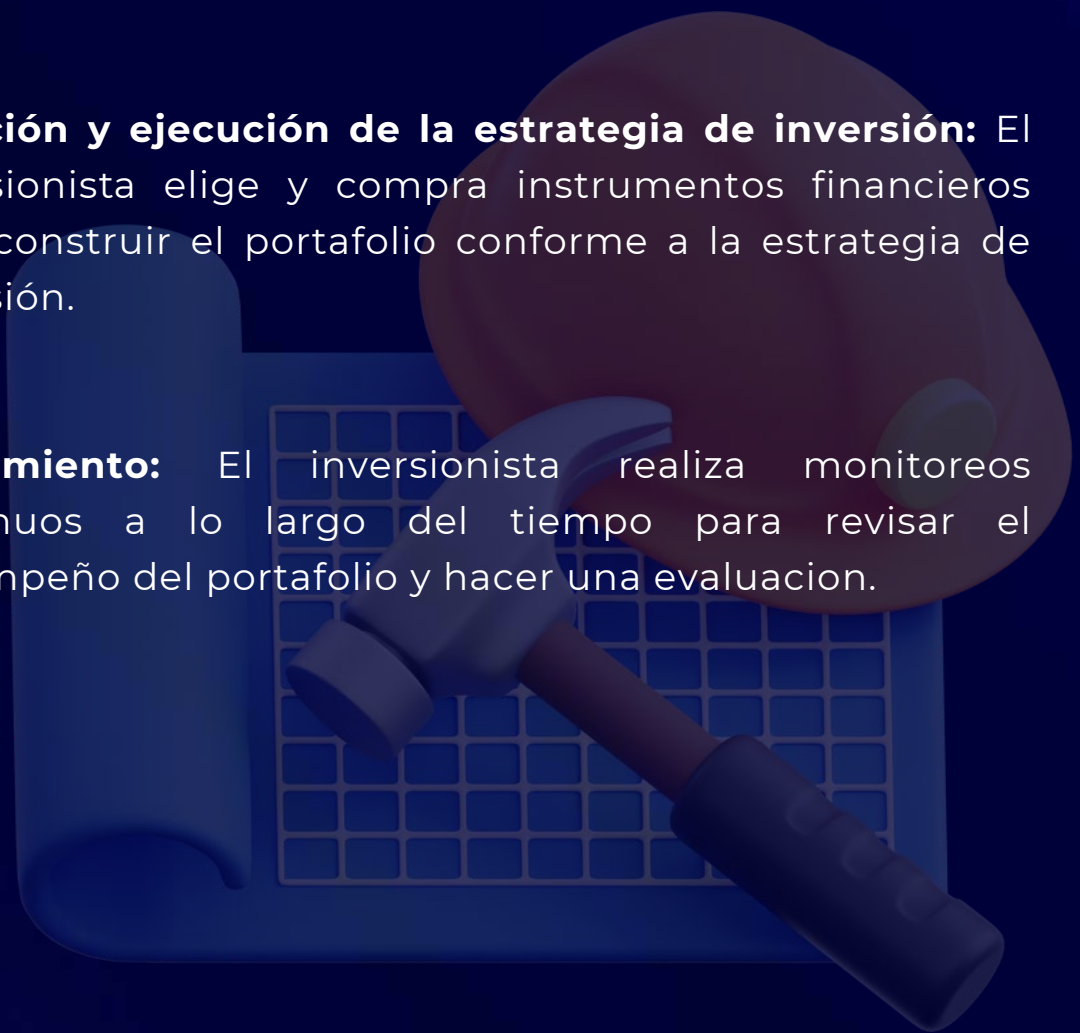 ción y ejecución de la estrategia de inversión: El
sionista elige y compra instrumentos financieros
construir el portafolio conforme a la estrategia de
sión.
miento: El inversionista realiza monitoreos
nuos a lo largo del tiempo para revisar el
mpeño del portafolio y hacer una evaluacion.